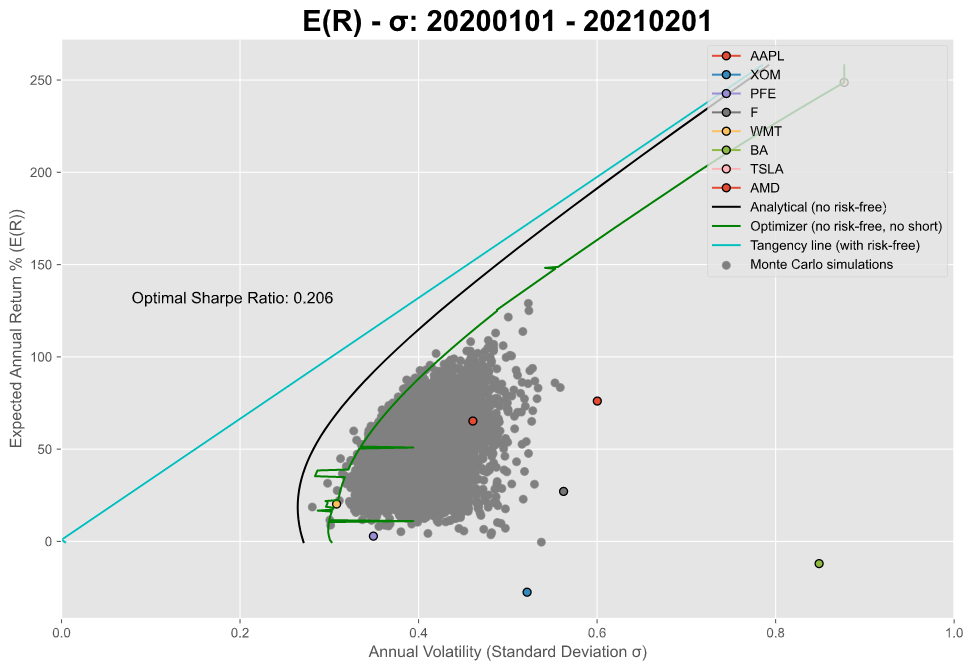 E(R) - σ: 20200101 - 20210201
Expected Annual Return % (E(R))
250
200
150
100
50
0
Optimal Sharpe Ratio: 0.206
AAPL
XOM
PFE
F
WMT
BA
TSLA
AMD
Analytical (no risk-free)
Optimizer (no risk-free, no short)
Tangency line (with risk-free)
Monte Carlo simulations
0.0
0.2
0.4
0.6
0.8
1.0
Annual Volatility (Standard Deviation σ)